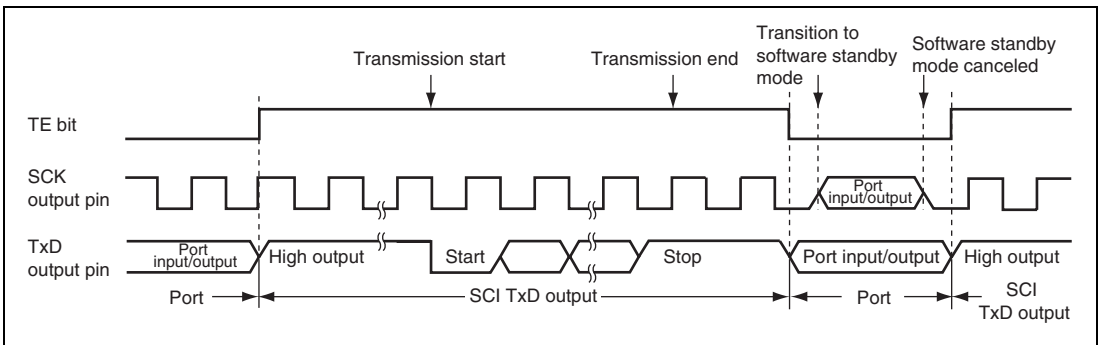 Transmission start
Transmission end
Transition to
software standby
mode
Software standby
mode canceled
TE bit
SCK
output pin
Port
input/output
TxD
output pin
Port
input/output
High output
Start
Stop
Port input/output
High output
Port
SCI TxD output
Port
SCI
TxD output